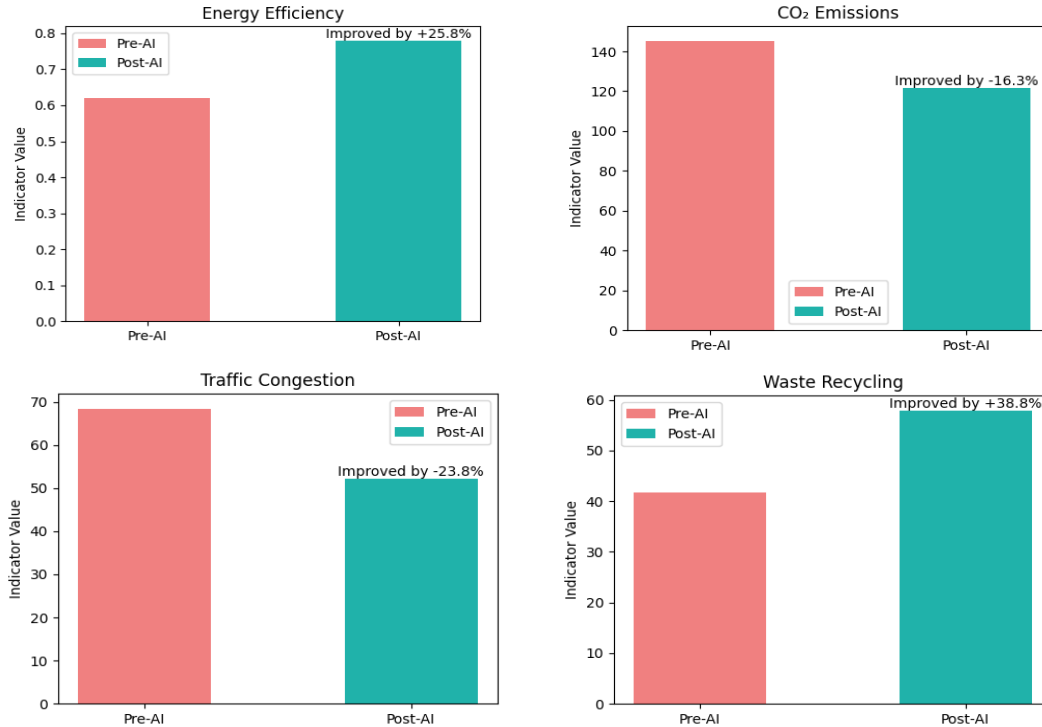 Energy Efficiency
Improved by +25.8%
Pre-AI
Post-AI
Indicator Value
0.8
0.7
0.6
0.5
0.4
0.3
0.2
0.1
0.0
Pre-AI
Post-AI
CO₂ Emissions
Improved by -16.3%
Indicator Value
140
120
100
80
60
40
20
0
Pre-AI
Post-AI
Pre-AI
Post-AI
Traffic Congestion
Pre-AI
Post-AI
Improved by -23.8%
Indicator Value
70
60
50
40
30
20
10
0
Pre-AI
Post-AI
Waste Recycling
Improved by +38.8%
Pre-AI
Post-AI
Indicator Value
60
50
40
30
20
10
0
Pre-AI
Post-AI